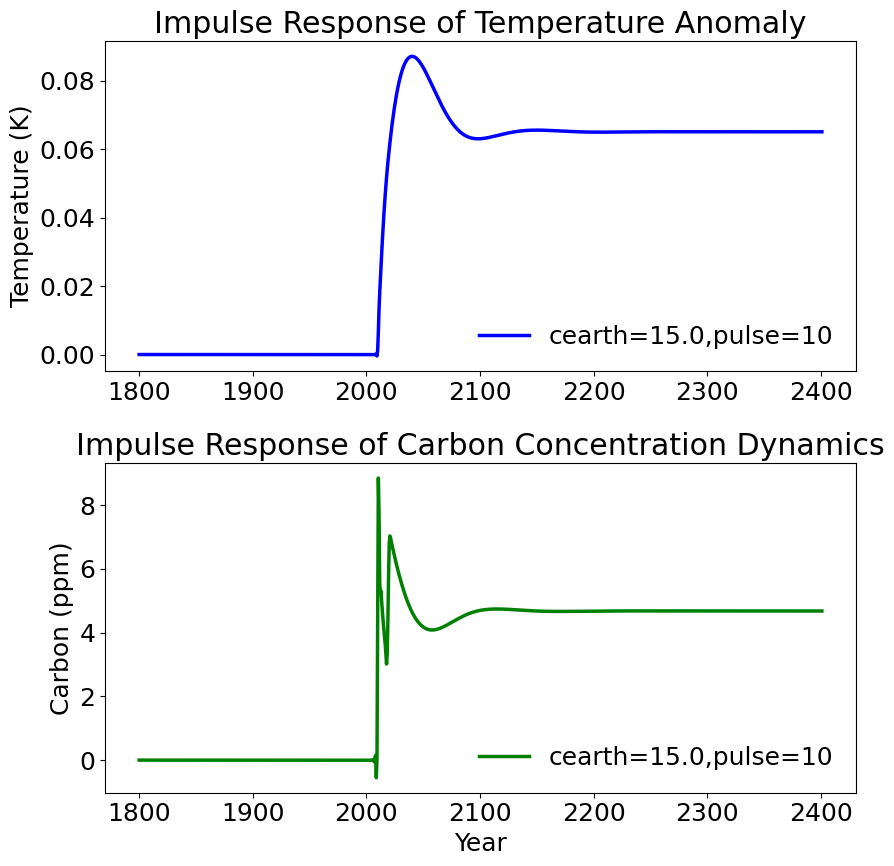 Impulse Response of Temperature Anomaly
Temperature (K)
0.08
0.06
0.04
0.02
0.00
cearth=15.0,pulse=10
1800 1900 2000 2100 2200 2300 2400
Impulse Response of Carbon Concentration Dynamics
Carbon (ppm)
8
6
4
2
0
cearth=15.0,pulse=10
1800 1900 2000 2100 2200 2300 2400
Year